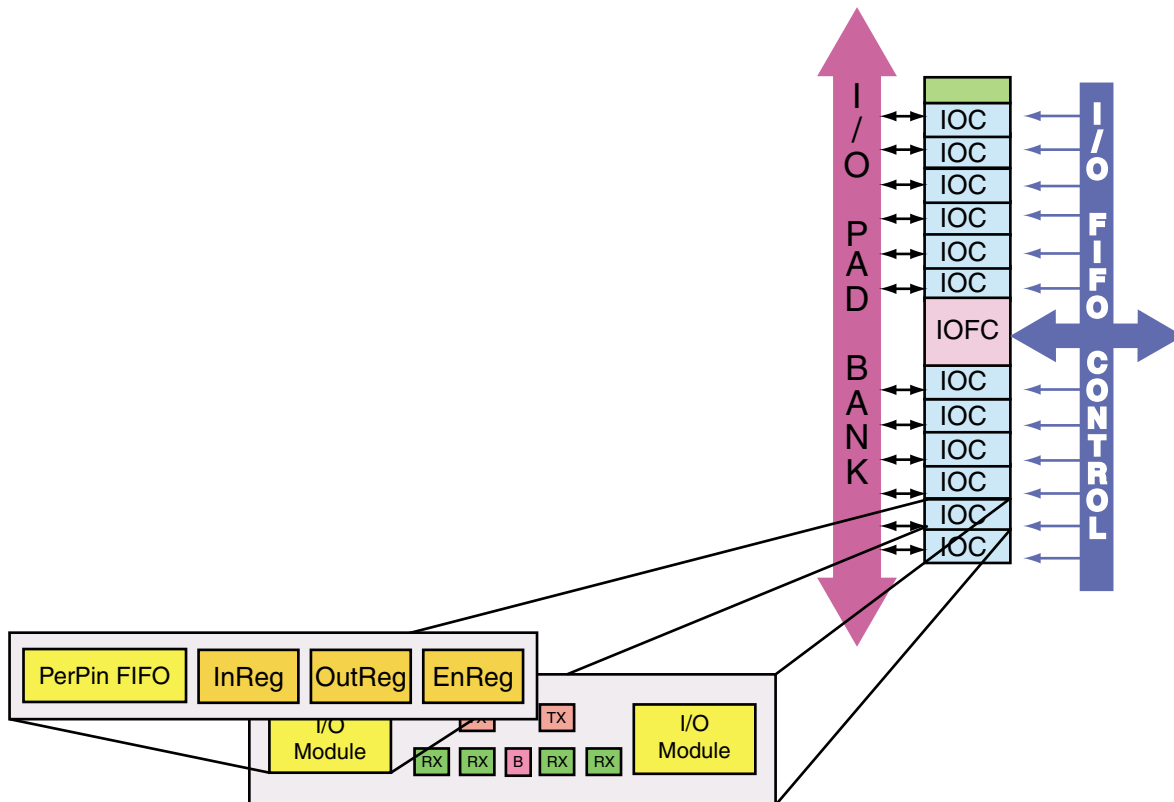 I/O PAD BANK
IOC
IOC
IOC
IOC
IOC
IOC
IOFC
IOC
IOC
IOC
IOC
IOC
IOC
I/O FIFO CONTROL
PerPin FIFO
InReg
OutReg
EnReg
I/O
Module
TX
I/O
Module
RX
RX
B
RX
RX